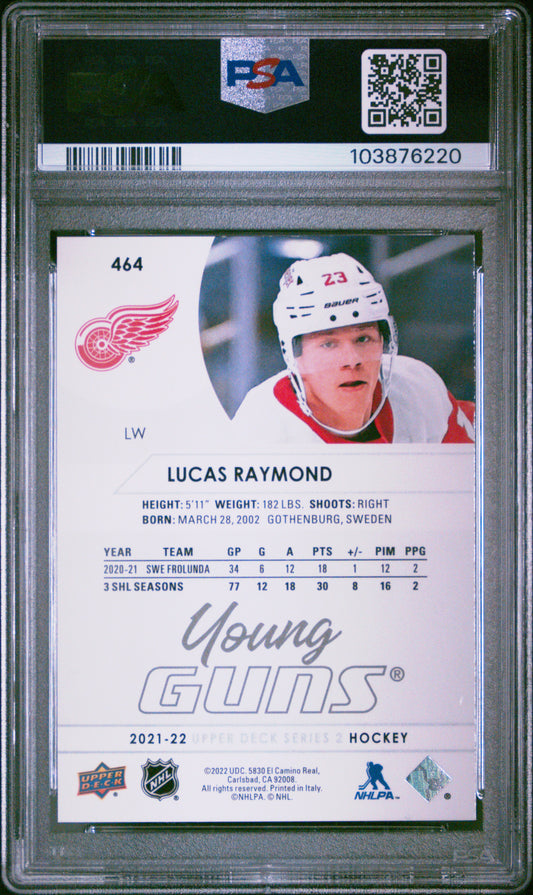 PSA
103876220
464
23
BAUER
LW
LUCAS RAYMOND
HEIGHT: 5'11" WEIGHT: 182 LBS. SHOOTS: RIGHT
BORN: MARCH 28, 2002 GOTHENBURG, SWEDEN
YEAR TEAM GP G A PTS +/- PIM PPG
2020-21 SWE FROLUNDA 34 6 12 18 1 12 2
3 SHL SEASONS 77 12 18 30 8 16 2
Young
GUNS®
2021-22 UPPER DECK SERIES 2 HOCKEY
UPPER DECK
NHL
©2022 UDC. 5830 El Camino Real,
Carlsbad, CA 92008.
All rights reserved. Printed in Italy.
©NHLPA. © NHL.
NHLPA
PSA